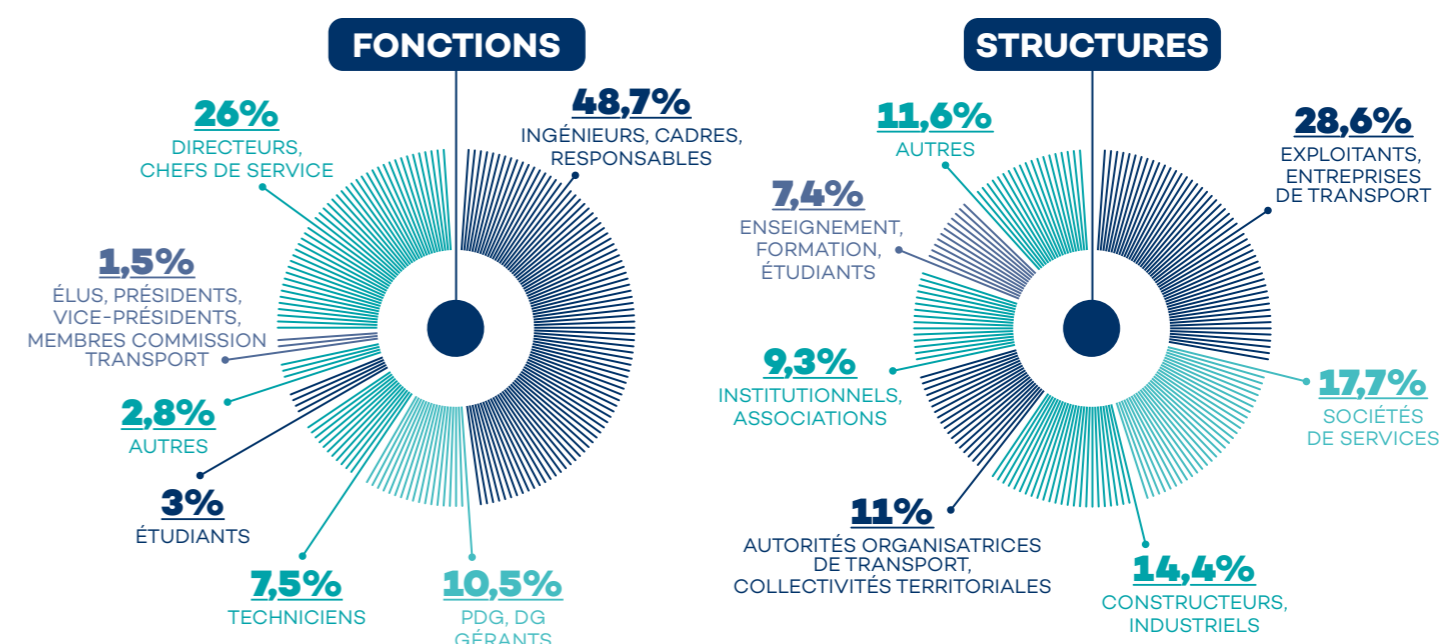 FONCTIONS
48,7%
INGÉNIEURS, CADRES,
RESPONSABLES
26%
DIRECTEURS,
CHEFS DE SERVICE
1,5%
ÉLUS, PRÉSIDENTS,
VICE-PRÉSIDENTS,
MEMBRES COMMISSION
TRANSPORT
2,8%
AUTRES
3%
ÉTUDIANTS
7,5%
TECHNICIENS
10,5%
PDG, DG
GÉRANTS
STRUCTURES
28,6%
EXPLOITANTS,
ENTREPRISES
DE TRANSPORT
11,6%
AUTRES
7,4%
ENSEIGNEMENT,
FORMATION,
ÉTUDIANTS
9,3%
INSTITUTIONNELS,
ASSOCIATIONS
17,7%
SOCIÉTÉS
DE SERVICES
11%
AUTORITÉS ORGANISATRICES
DE TRANSPORT,
COLLECTIVITÉS TERRITORIALES
14,4%
CONSTRUCTEURS,
INDUSTRIELS